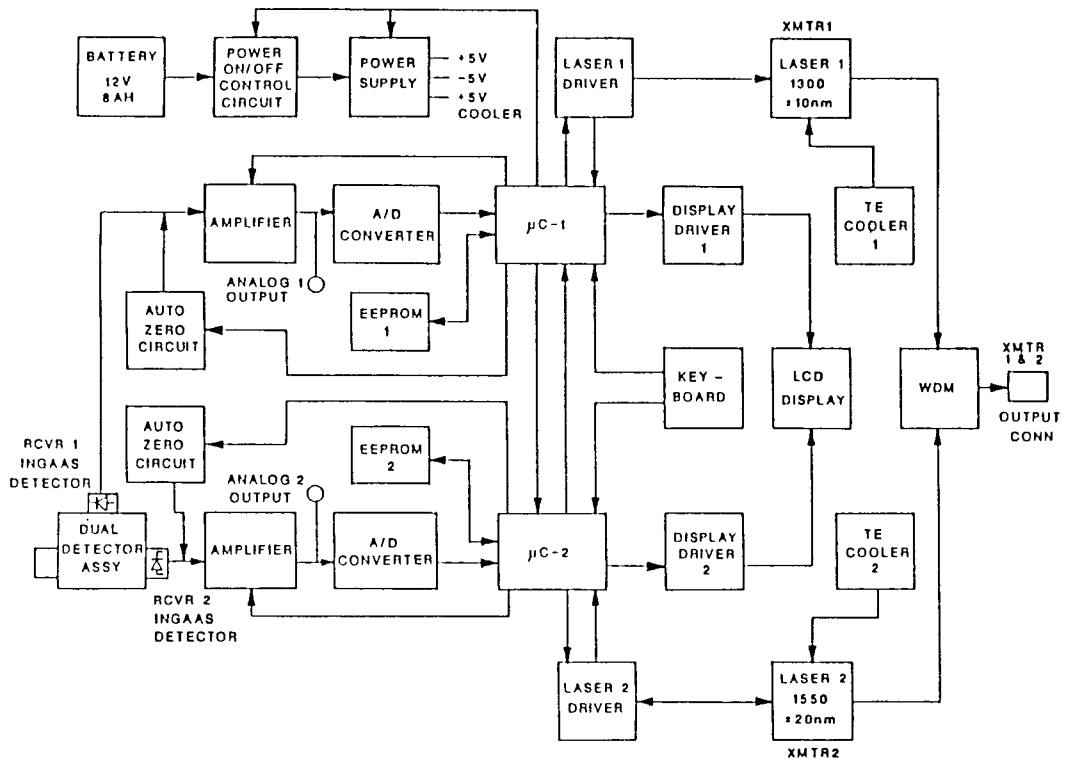 XMTR1
BATTERY
12V
8AH
POWER
ON/OFF
CONTROL
CIRCUIT
POWER
SUPPLY
+5V
-5V
+5V
COOLER
LASER 1
DRIVER
LASER 1
1300
±10nm
AMPLIFIER
A/D
CONVERTER
µC-1
DISPLAY
DRIVER
1
TE
COOLER
1
ANALOG 1
OUTPUT
AUTO
ZERO
CIRCUIT
EEPROM
1
KEY-
BOARD
LCD
DISPLAY
WDM
XMTR
1 & 2
OUTPUT
CONN
AUTO
ZERO
CIRCUIT
EEPROM
2
RCVR 1
INGAAS
DETECTOR
ANALOG 2
OUTPUT
DUAL
DETECTOR
ASSY
AMPLIFIER
A/D
CONVERTER
µC-2
DISPLAY
DRIVER
2
TE
COOLER
2
RCVR 2
INGAAS
DETECTOR
LASER 2
DRIVER
LASER 2
1550
±20nm
XMTR2